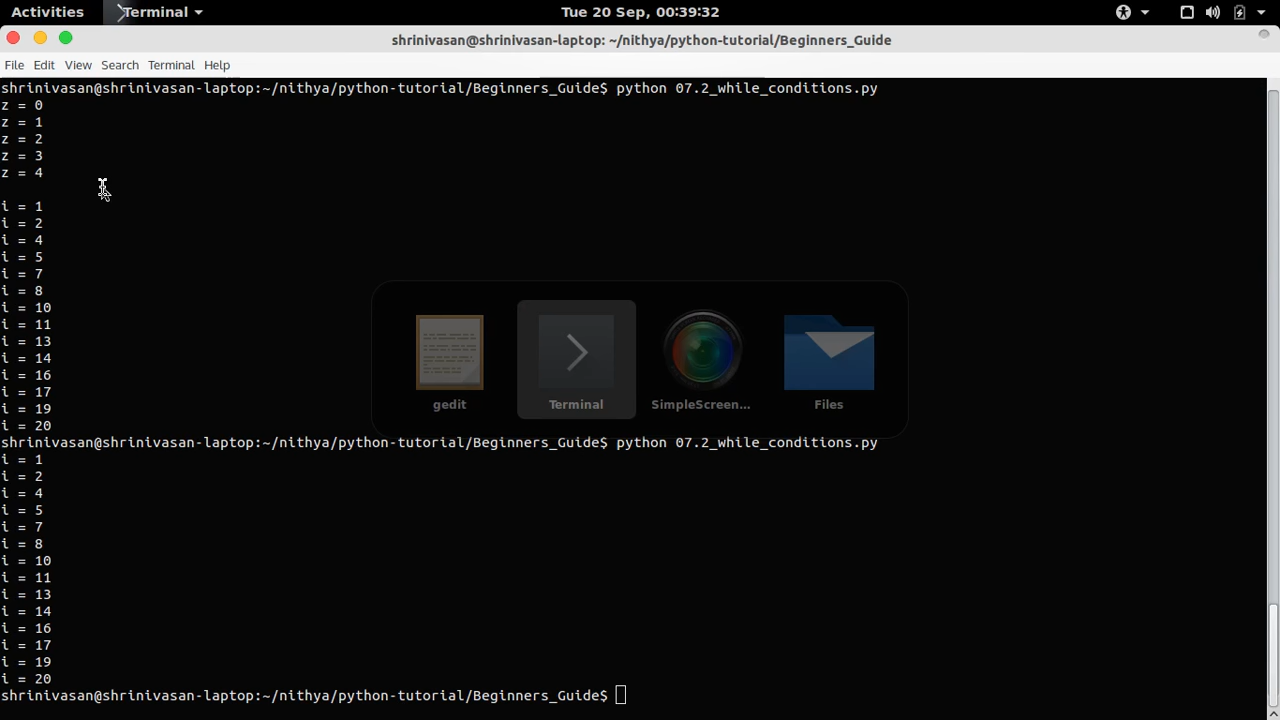 Activities Terminal Tue 20 Sep, 00:39:32
shrinivasan@shrinivasan-laptop: ~/nithya/python-tutorial/Beginners_Guide
File Edit View Search Terminal Help
shrinivasan@shrinivasan-laptop:~/nithya/python-tutorial/Beginners_Guide$ python 07.2_while_conditions.py
z = 0
z = 1
z = 2
z = 3
z = 4
i = 1
i = 2
i = 4
i = 5
i = 7
i = 8
i = 10
i = 11
i = 13
i = 14
i = 16
i = 17
i = 19
i = 20
gedit Terminal SimpleScreen... Files
shrinivasan@shrinivasan-laptop:~/nithya/python-tutorial/Beginners_Guide$ python 07.2_while_conditions.py
i = 1
i = 2
i = 4
i = 5
i = 7
i = 8
i = 10
i = 11
i = 13
i = 14
i = 16
i = 17
i = 19
i = 20
shrinivasan@shrinivasan-laptop:~/nithya/python-tutorial/Beginners_Guide$